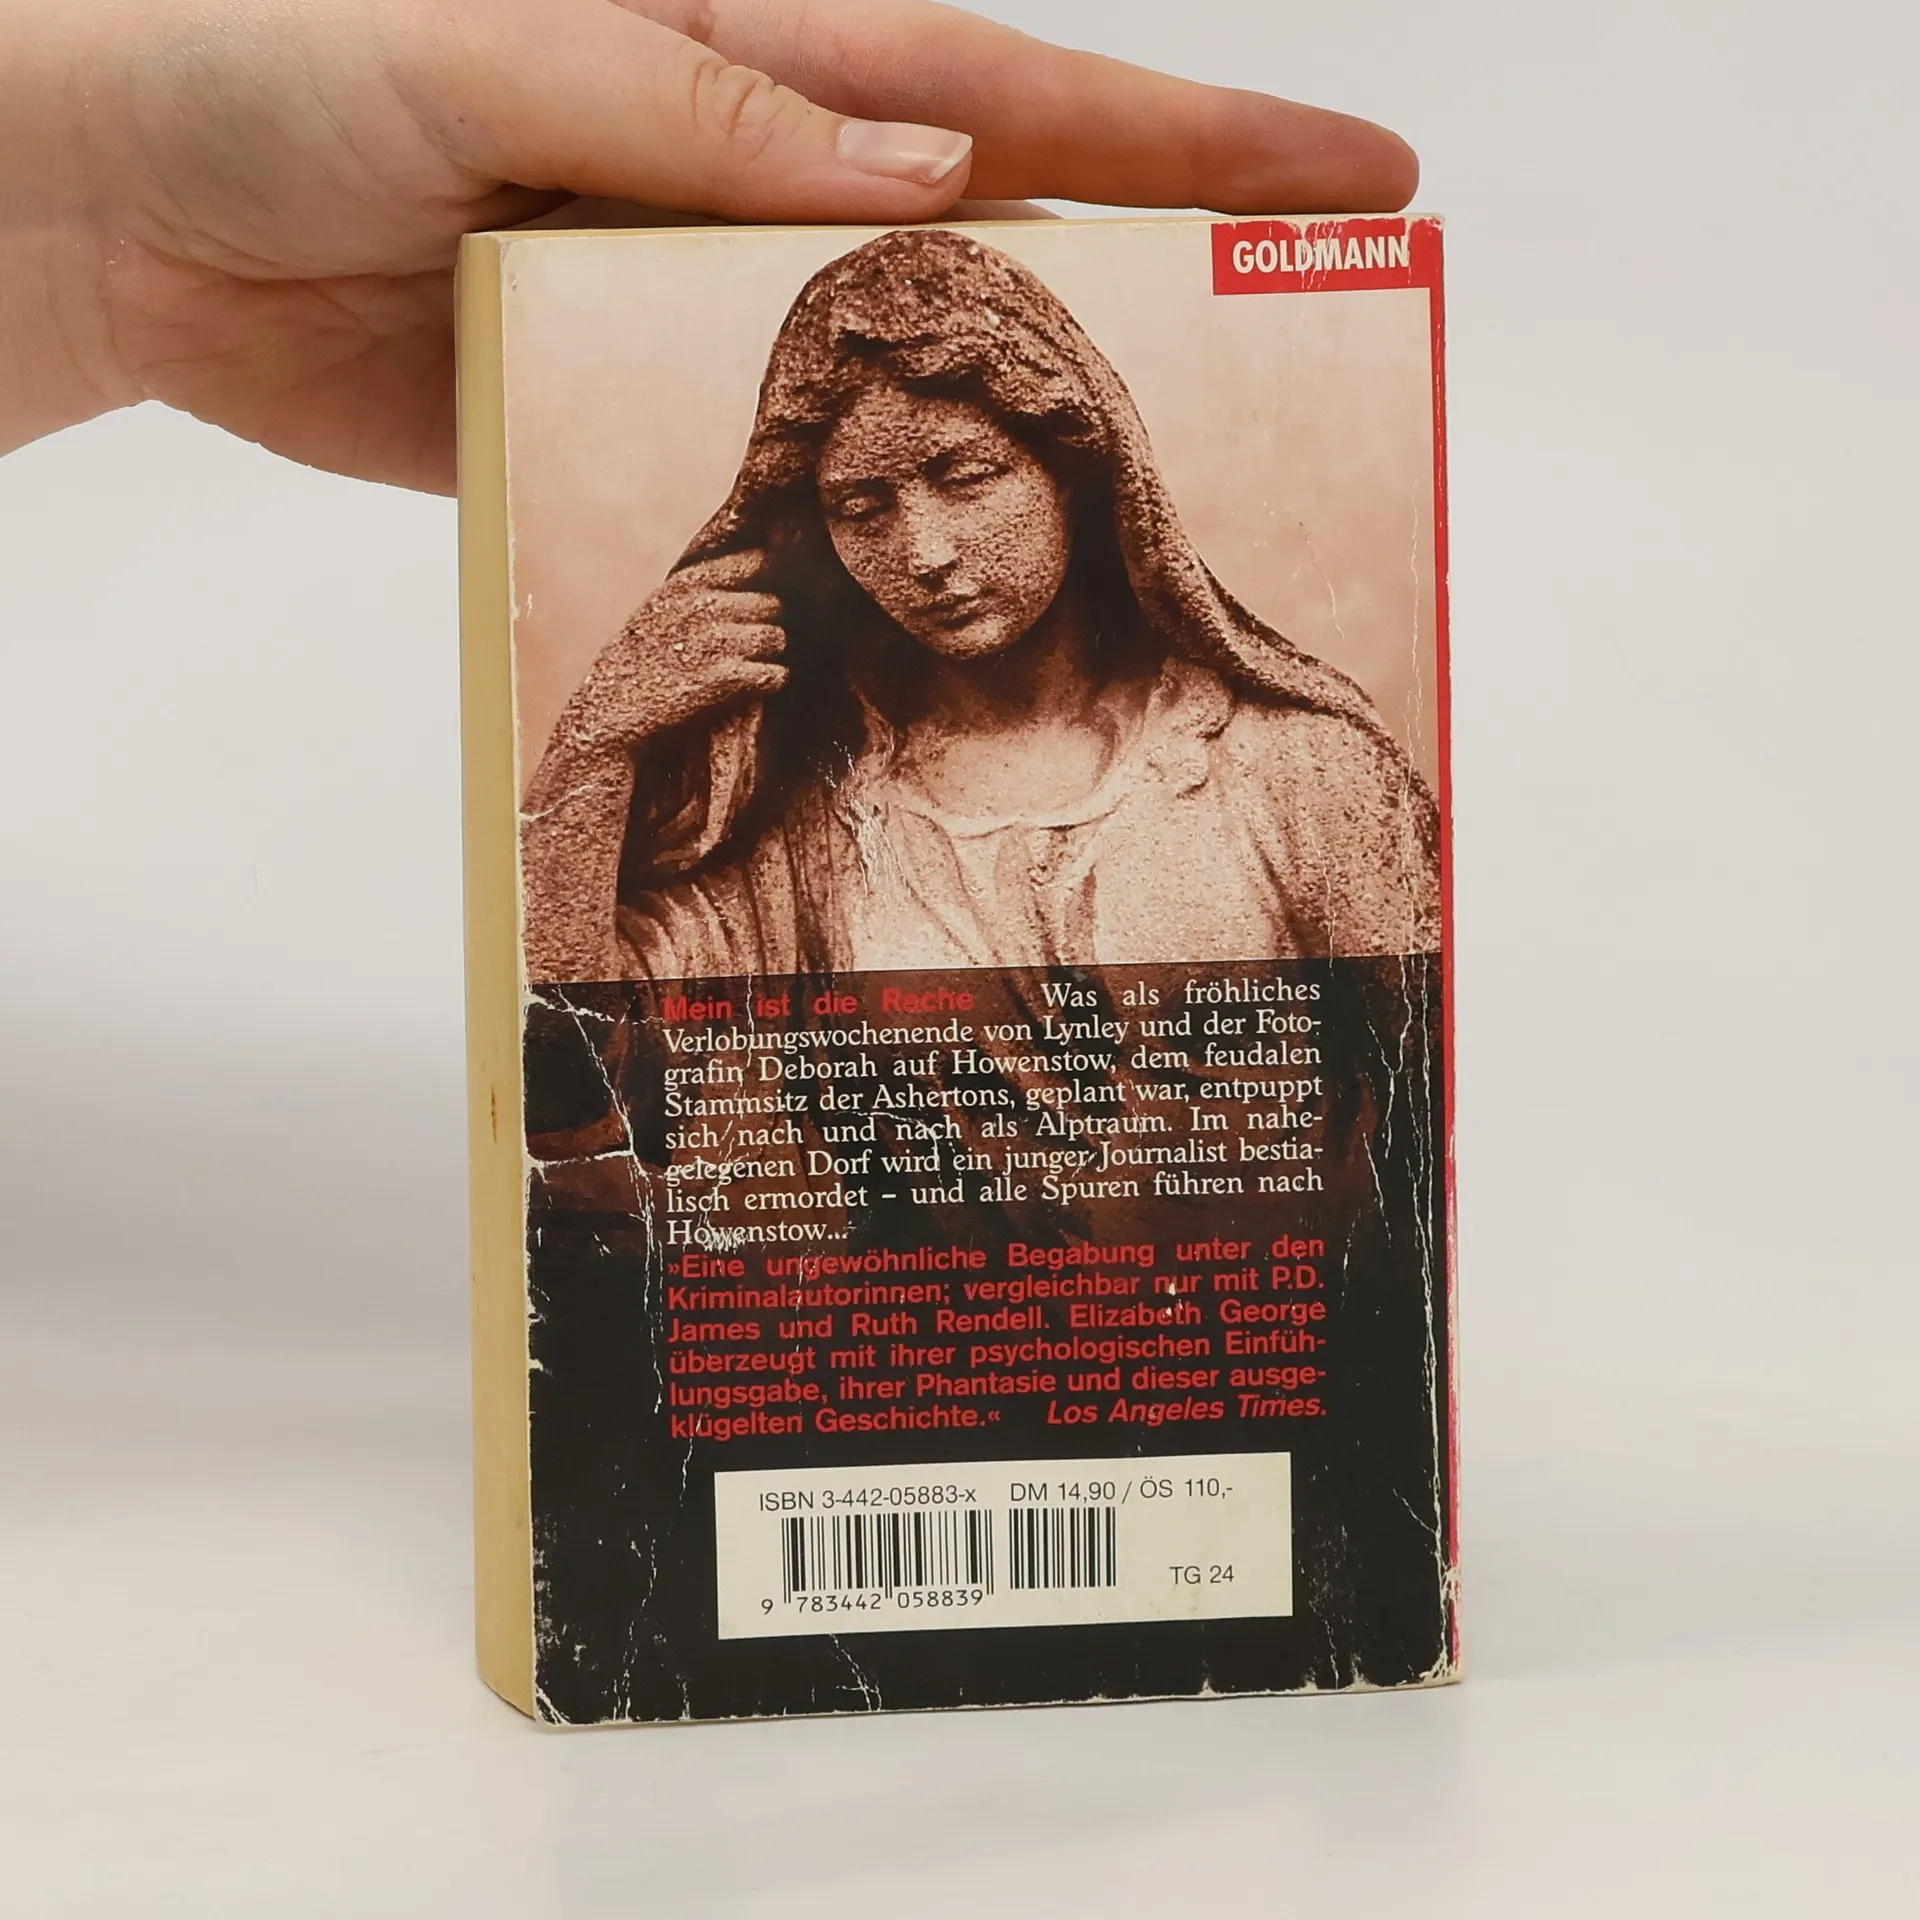 GOLDMANN
Mein ist die Rache Was als fröhliches
Verlobungswochenende von Lynley und der Foto-
grafin Deborah auf Howenstow, dem feudalen
Stammsitz der Ashertons, geplant war, entpuppt
sich nach und nach als Alptraum. Im nahe-
gelegenen Dorf wird ein junger Journalist bestia-
lisch ermordet – und alle Spuren führen nach
Howenstow...
»Eine ungewöhnliche Begabung unter den
Kriminalautorinnen; vergleichbar nur mit P.D.
James und Ruth Rendell. Elizabeth George
überzeugt mit ihrer psychologischen Einfüh-
lungsgabe, ihrer Phantasie und dieser ausge-
klügelten Geschichte.« Los Angeles Times.
ISBN 3-442-05883-x DM 14,90 / ÖS 110,-
TG 24
9 783442 058839